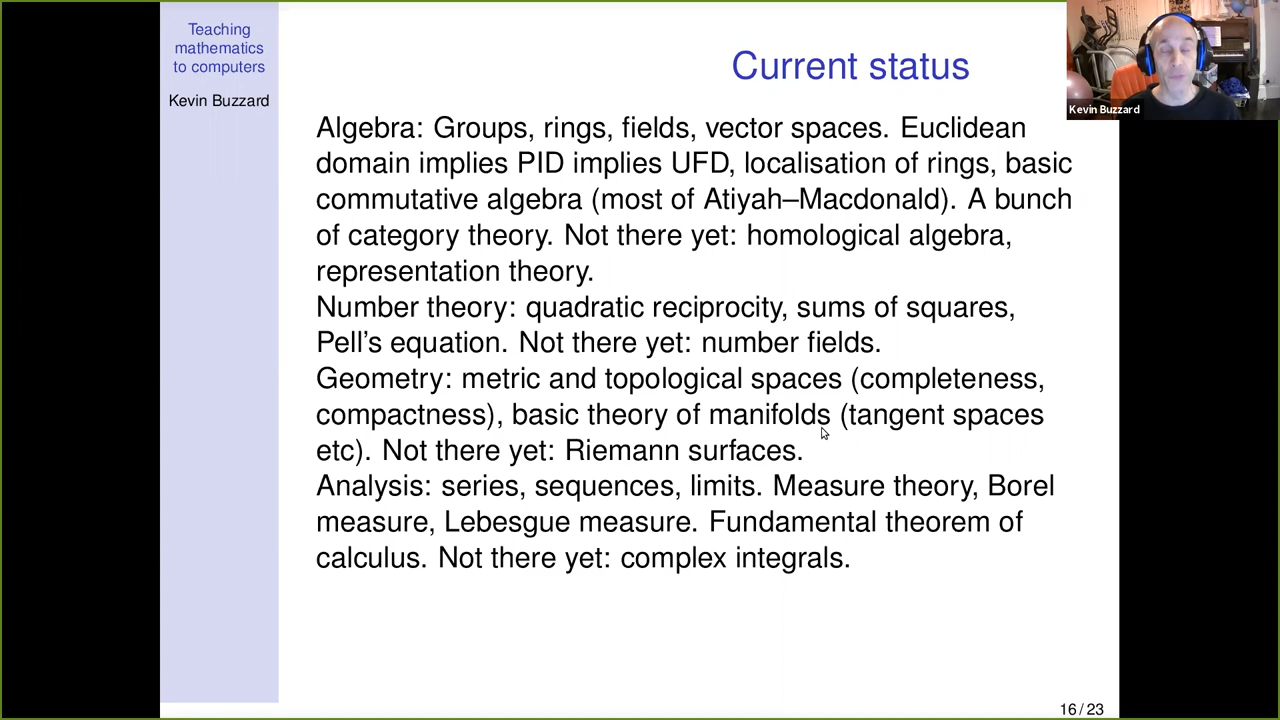 Teaching
mathematics
to computers
Kevin Buzzard
Current status
Algebra: Groups, rings, fields, vector spaces. Euclidean
domain implies PID implies UFD, localisation of rings, basic
commutative algebra (most of Atiyah–Macdonald). A bunch
of category theory. Not there yet: homological algebra,
representation theory.
Number theory: quadratic reciprocity, sums of squares,
Pell's equation. Not there yet: number fields.
Geometry: metric and topological spaces (completeness,
compactness), basic theory of manifolds (tangent spaces
etc). Not there yet: Riemann surfaces.
Analysis: series, sequences, limits. Measure theory, Borel
measure, Lebesgue measure. Fundamental theorem of
calculus. Not there yet: complex integrals.
16 / 23
Kevin Buzzard